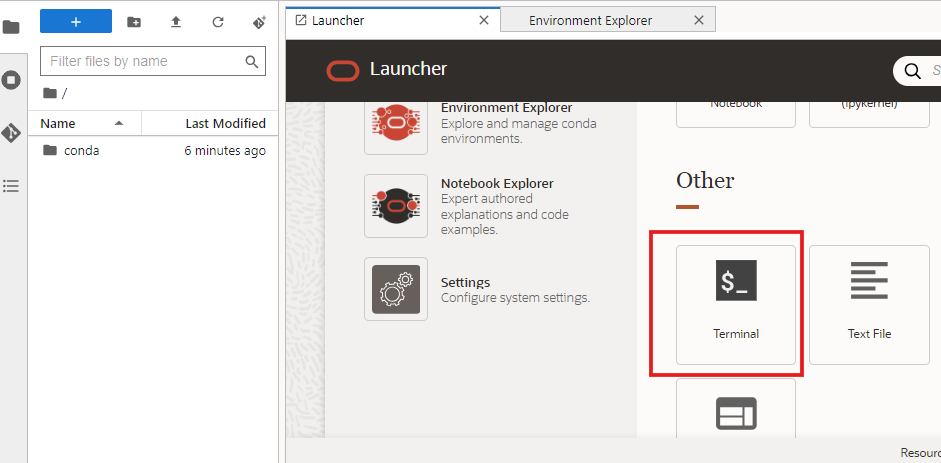 Launcher
Environment Explorer
Filter files by name
/
Name
Last Modified
conda
6 minutes ago
Launcher
S
Environment Explorer
Explore and manage conda
environments.
Notebook Explorer
Expert authored
explanations and code
examples.
Settings
Configure system settings.
Notebook
(ipykernel)
Other
$_
Terminal
Text File
Resourc